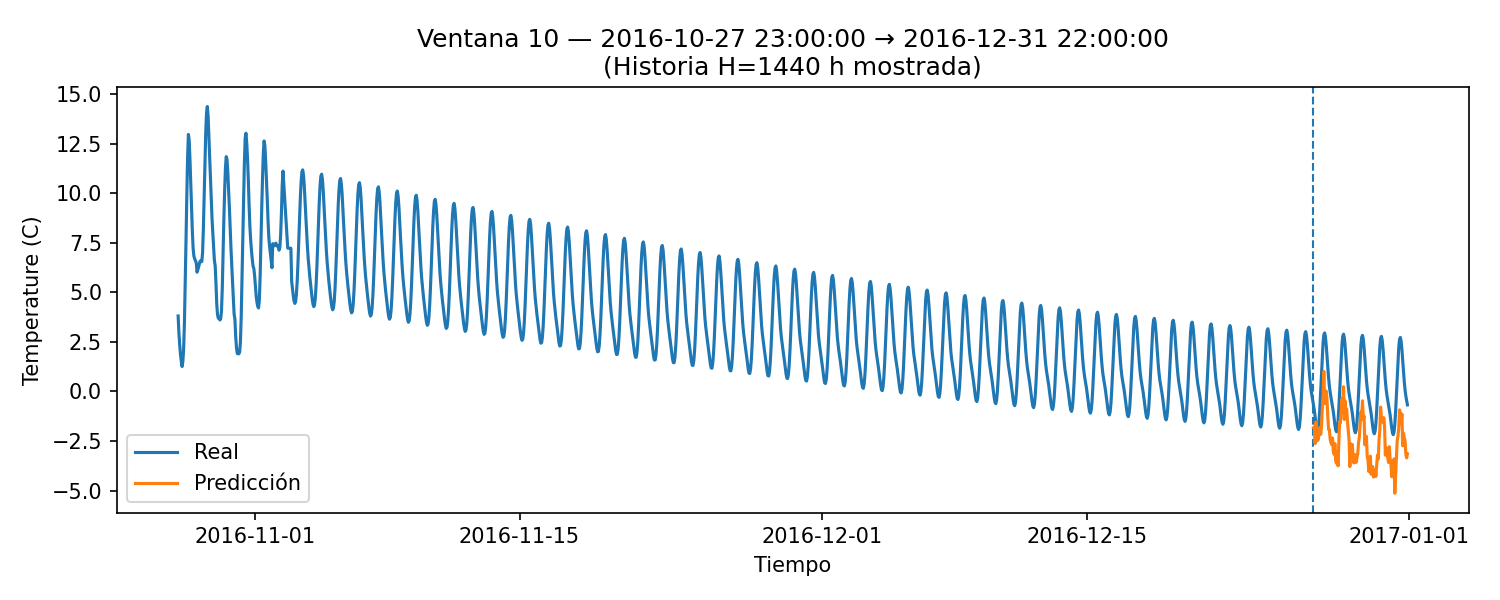 Ventana 10 — 2016-10-27 23:00:00 → 2016-12-31 22:00:00
(Historia H=1440 h mostrada)
Temperature (C)
15.0
12.5
10.0
7.5
5.0
2.5
0.0
−2.5
−5.0
Real
Predicción
2016-11-01
2016-11-15
2016-12-01
2016-12-15
2017-01-01
Tiempo